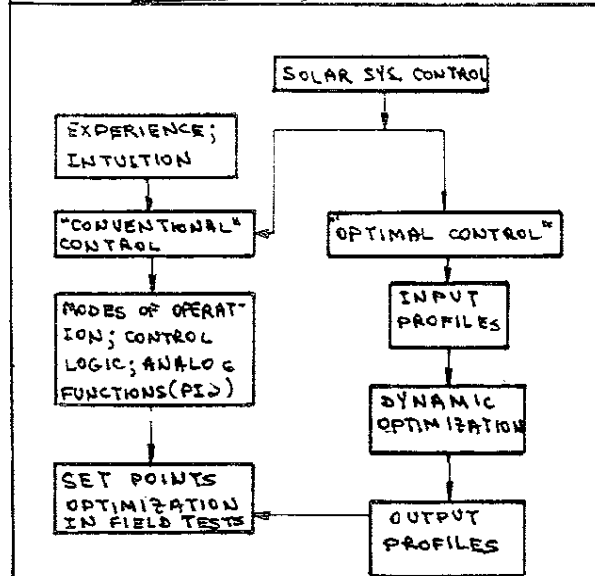 SOLAR SYS. CONTROL
EXPERIENCE;
INTUITION
"CONVENTIONAL"
CONTROL
"OPTIMAL CONTROL"
MODES OF OPERAT-
ION; CONTROL
LOGIC; ANALOG
FUNCTIONS(PID)
INPUT
PROFILES
DYNAMIC
OPTIMIZATION
SET POINTS
OPTIMIZATION
IN FIELD TESTS
OUTPUT
PROFILES